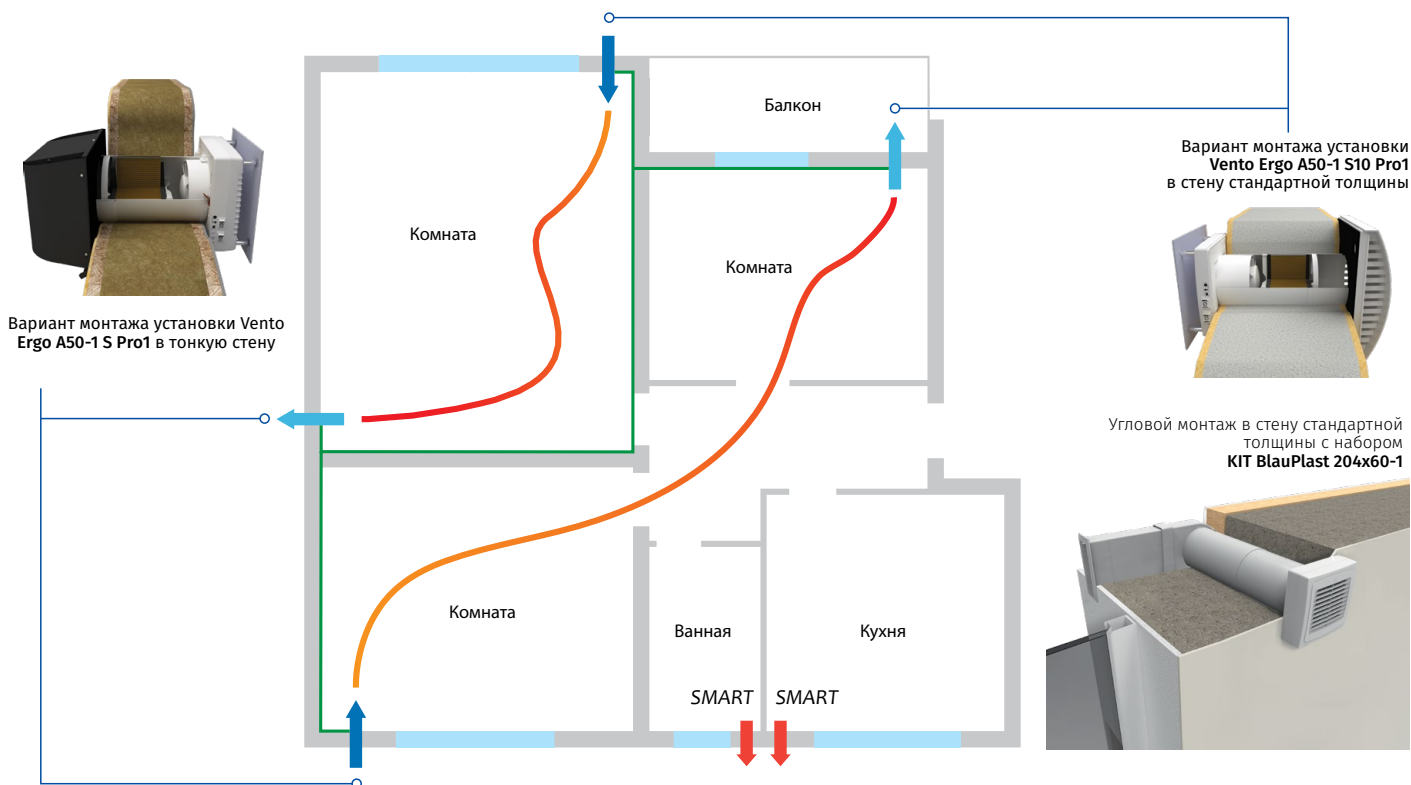 Балкон
Вариант монтажа установки
Vento Ergo A50-1 S10 Pro1
в стену стандартной толщины
Комната
Комната
Вариант монтажа установки Vento
Ergo A50-1 S Pro1 в тонкую стену
Угловой монтаж в стену стандартной
толщины с набором
KIT BlauPlast 204x60-1
Комната
Ванная
Кухня
SMART
SMART